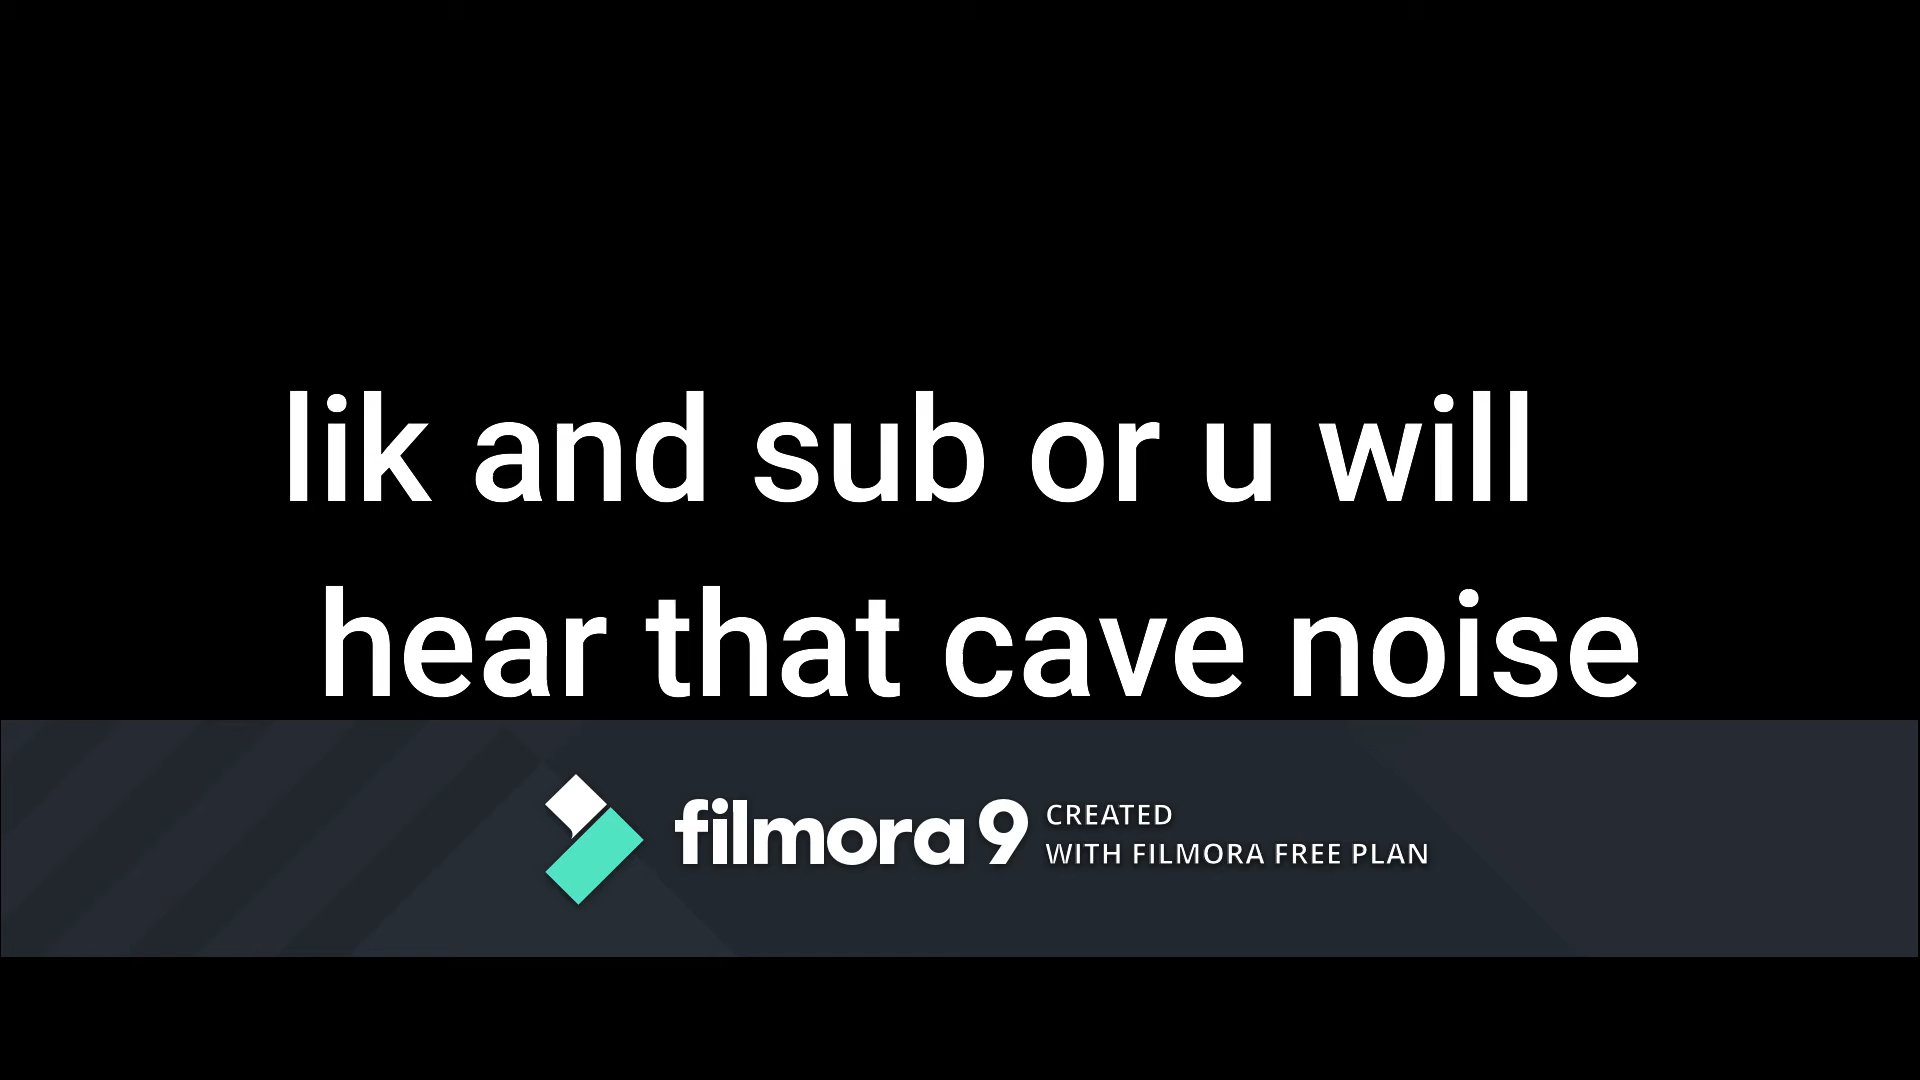 lik and sub or u will
hear that cave noise
filmora 9 CREATED
WITH FILMORA FREE PLAN